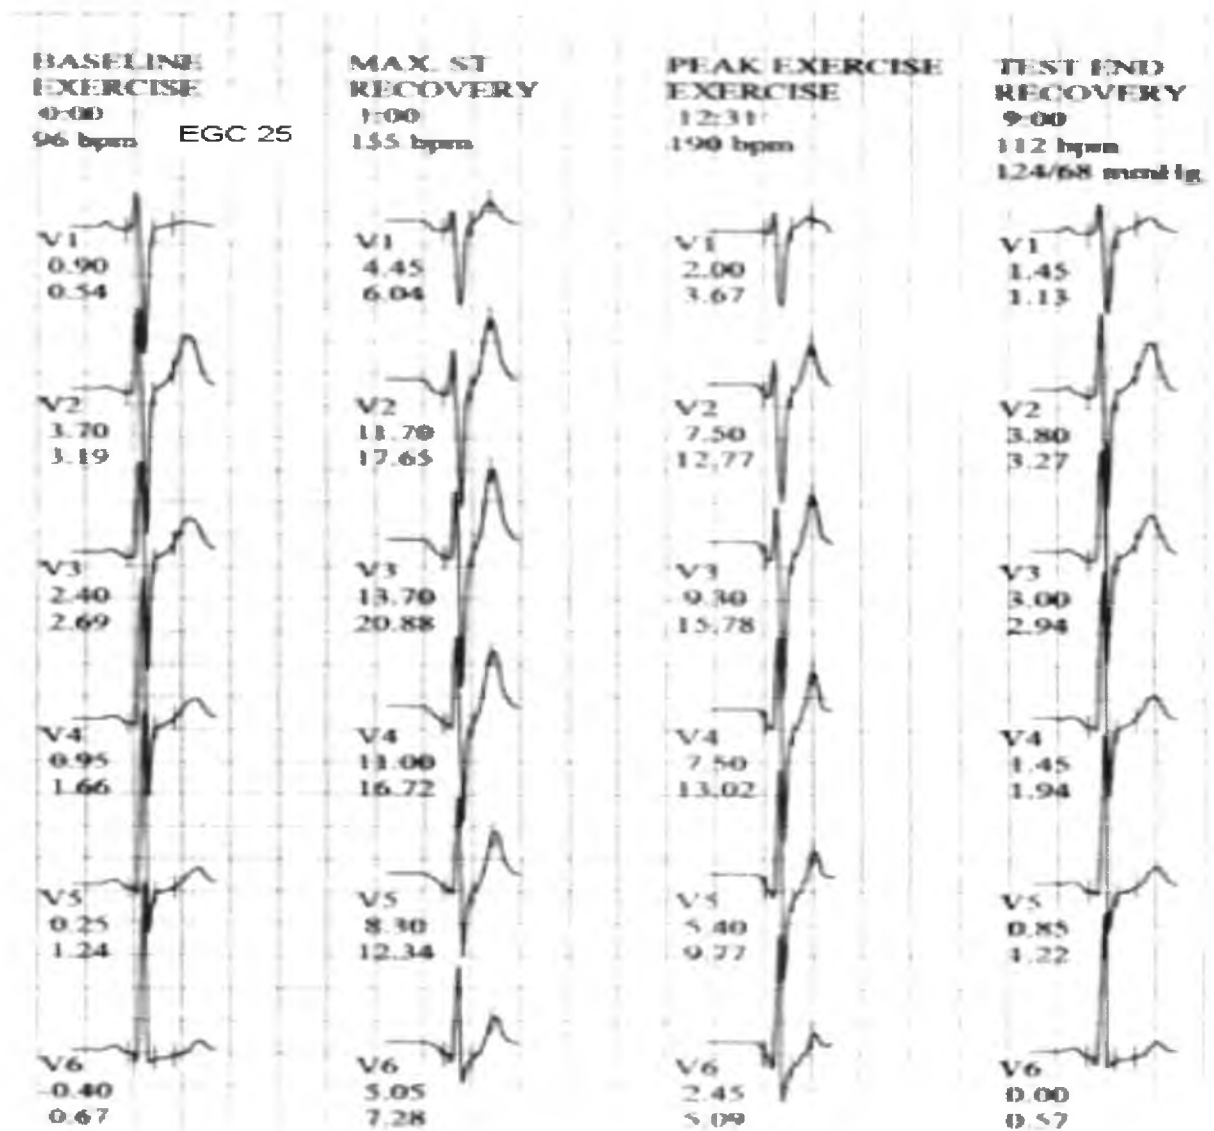 BASELINE
EXERCISE
0:00
96 bpm
EGC 25
V1
0.90
0.54
V2
3.70
3.19
V3
2.40
2.69
V4
0.95
1.66
V5
0.25
1.24
V6
-0.40
0.67
MAX. ST
RECOVERY
1:00
155 bpm
V1
4.45
6.04
V2
11.70
17.65
V3
13.70
20.88
V4
11.00
16.72
V5
8.30
12.34
V6
5.05
7.28
PEAK EXERCISE
EXERCISE
12:31
190 bpm
V1
2.00
3.67
V2
7.50
12.77
V3
9.30
15.78
V4
7.50
13.02
V5
5.40
9.77
V6
2.45
5.09
TEST END
RECOVERY
9:00
112 bpm
124/68 mmHg
V1
1.45
1.13
V2
3.80
3.27
V3
3.00
2.94
V4
1.45
1.94
V5
0.85
1.22
V6
0.00
0.57